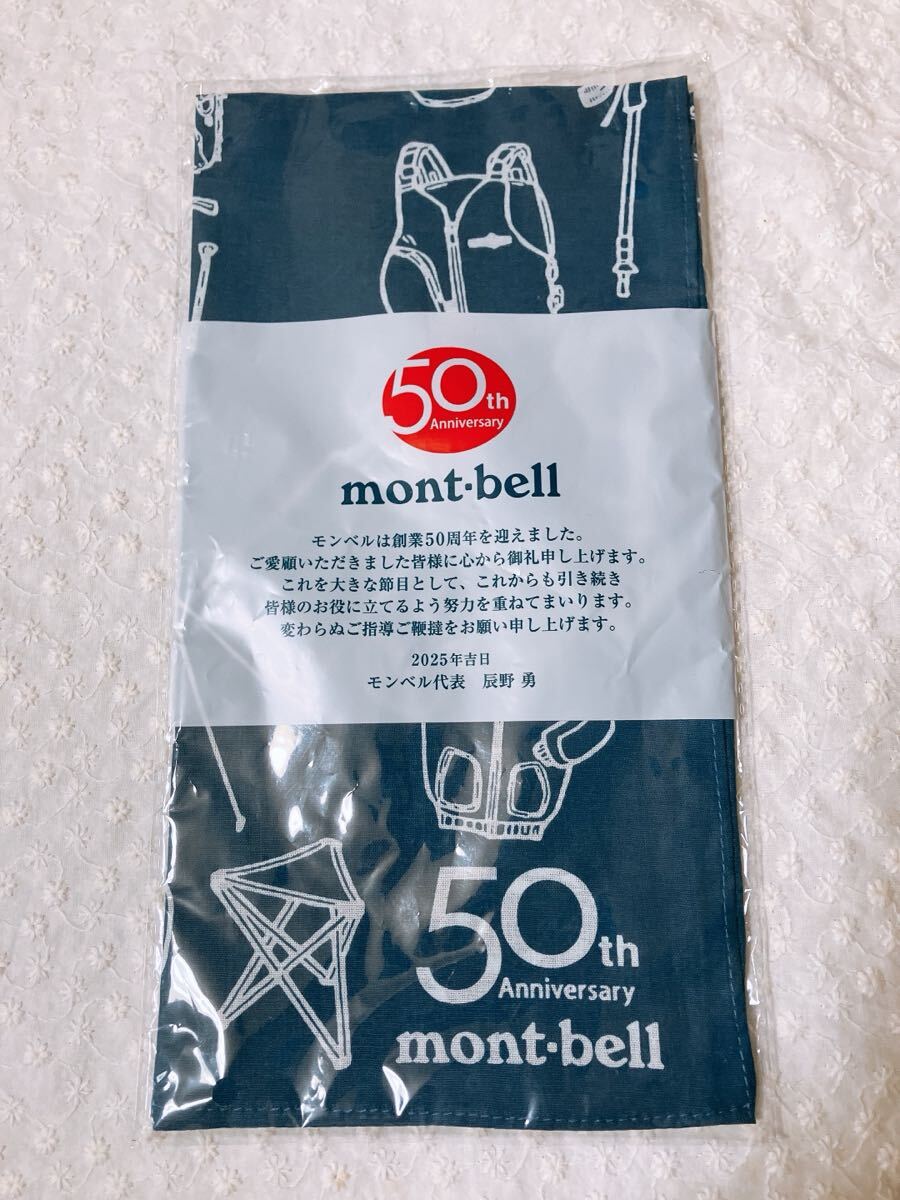 50th
Anniversary
mont·bell
モンベルは創業50周年を迎えました。
ご愛顧いただきました皆様に心から御礼申し上げます。
これを大きな節目として、これからも引き続き
皆様のお役に立てるよう努力を重ねてまいります。
変わらぬご指導ご鞭撻をお願い申し上げます。
2025年吉日
モンベル代表　辰野 勇
50th
Anniversary
mont·bell